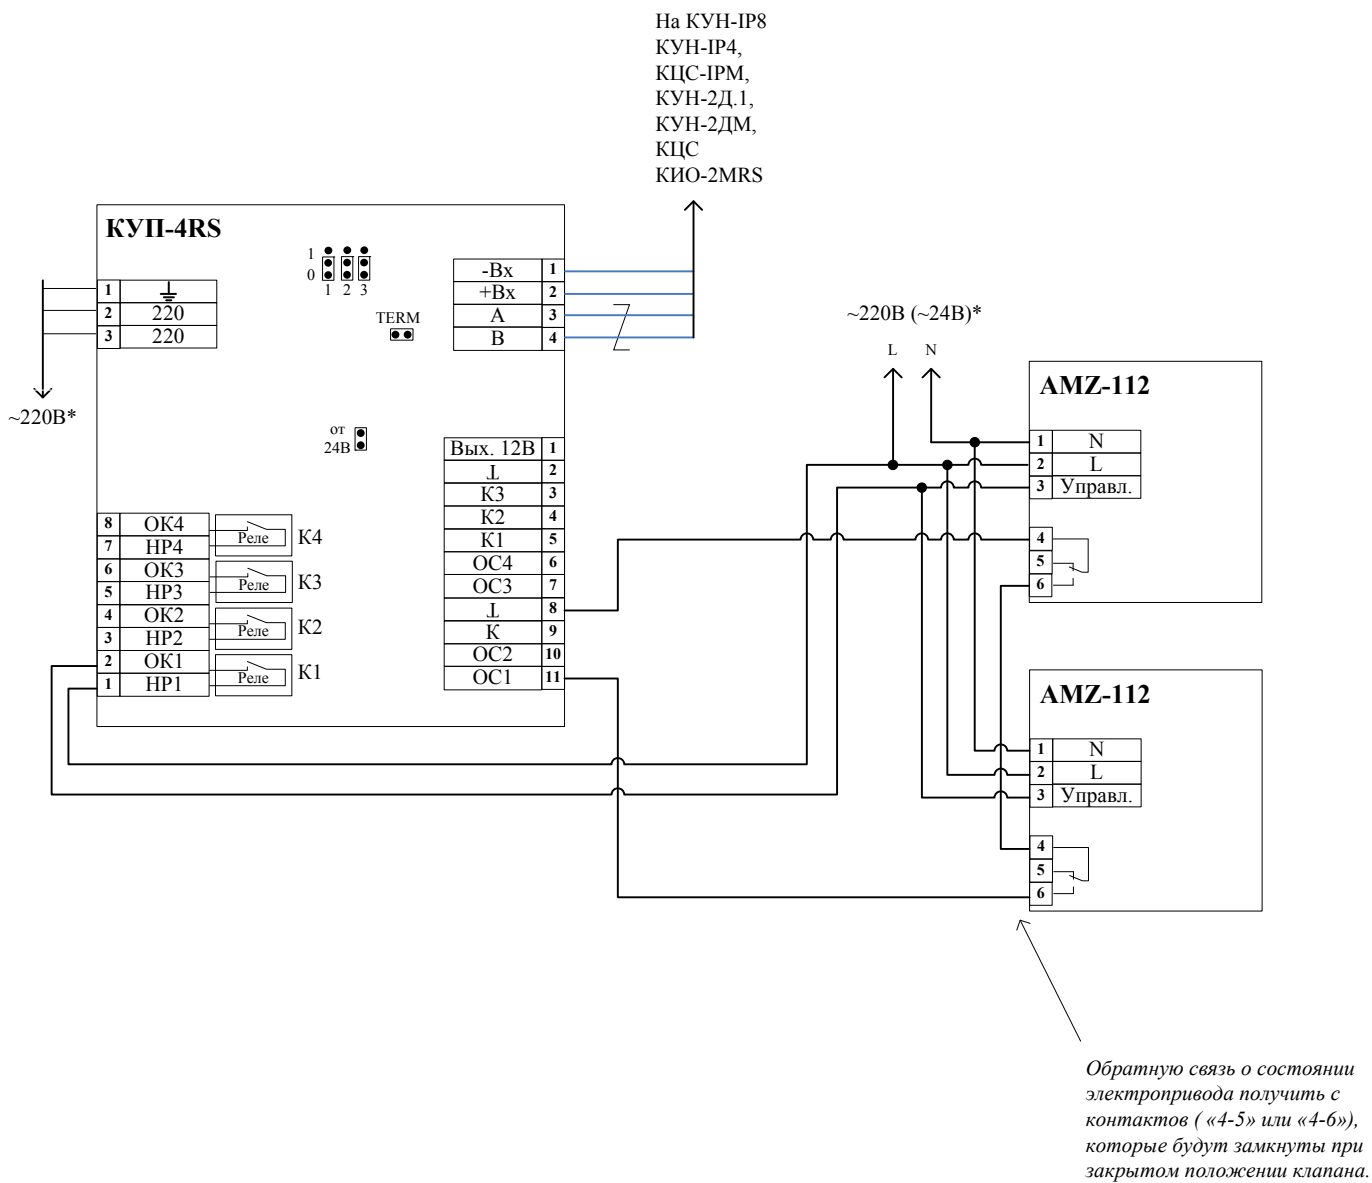 На КУН-IP8
КУН-IP4,
КЦС-IPM,
КУН-2Д.1,
КУН-2ДМ,
КЦС
КИО-2MRS
КУП-4RS
1
0
1 2 3
TERM
-Вх 1
+Вх 2
А 3
В 4
1
2 220
3 220
~220В*
от
24В
Вых. 12В 1
2
К3 3
К2 4
К1 5
ОС4 6
ОС3 7
8
К 9
ОС2 10
ОС1 11
8 ОК4
7 НР4
Реле К4
6 ОК3
5 НР3
Реле К3
4 ОК2
3 НР2
Реле К2
2 ОК1
1 НР1
Реле К1
~220В (~24В)*
L N
AMZ-112
1 N
2 L
3 Управл.
4
5
6
AMZ-112
1 N
2 L
3 Управл.
4
5
6
Обратную связь о состоянии
электропривода получить с
контактов ( «4-5» или «4-6»),
которые будут замкнуты при
закрытом положении клапана.